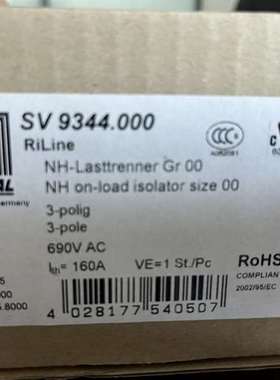 SV 9344.000
RiLine
NH-Lasttrenner Gr 00
NH on-load isolator size 00
3-polig
3-pole
690V AC
Ith= 160A
VE=1 St./Pc
RoHS
COMPLIAN
2002/95/EC
4 028177 540507